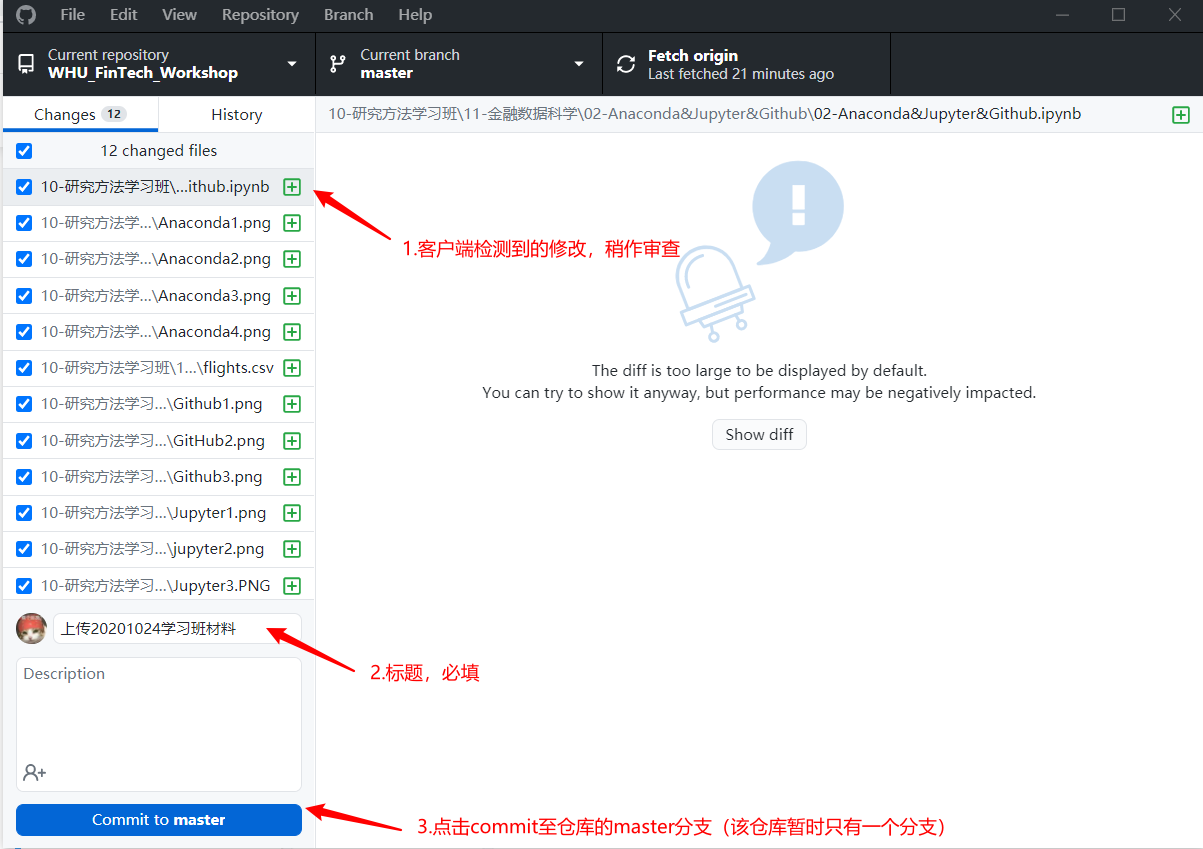 File Edit View Repository Branch Help
Current repository
WHU_FinTech_Workshop
Current branch
master
Fetch origin
Last fetched 21 minutes ago
Changes 12
History
10-研究方法学习班\11-金融数据科学\02-Anaconda&Jupyter&Github\02-Anaconda&Jupyter&Github.ipynb
12 changed files
10-研究方法学习班\...ithub.ipynb
10-研究方法学...\Anaconda1.png
10-研究方法学...\Anaconda2.png
10-研究方法学...\Anaconda3.png
10-研究方法学...\Anaconda4.png
10-研究方法学习班\1...\flights.csv
10-研究方法学习...\Github1.png
10-研究方法学习...\GitHub2.png
10-研究方法学习...\Github3.png
10-研究方法学习...\Jupyter1.png
10-研究方法学习...\jupyter2.png
10-研究方法学习...\Jupyter3.PNG
1.客户端检测到的修改，稍作审查
The diff is too large to be displayed by default.
You can try to show it anyway, but performance may be negatively impacted.
Show diff
上传20201024学习班材料
2.标题，必填
Description
Commit to master
3.点击commit至仓库的master分支（该仓库暂时只有一个分支）